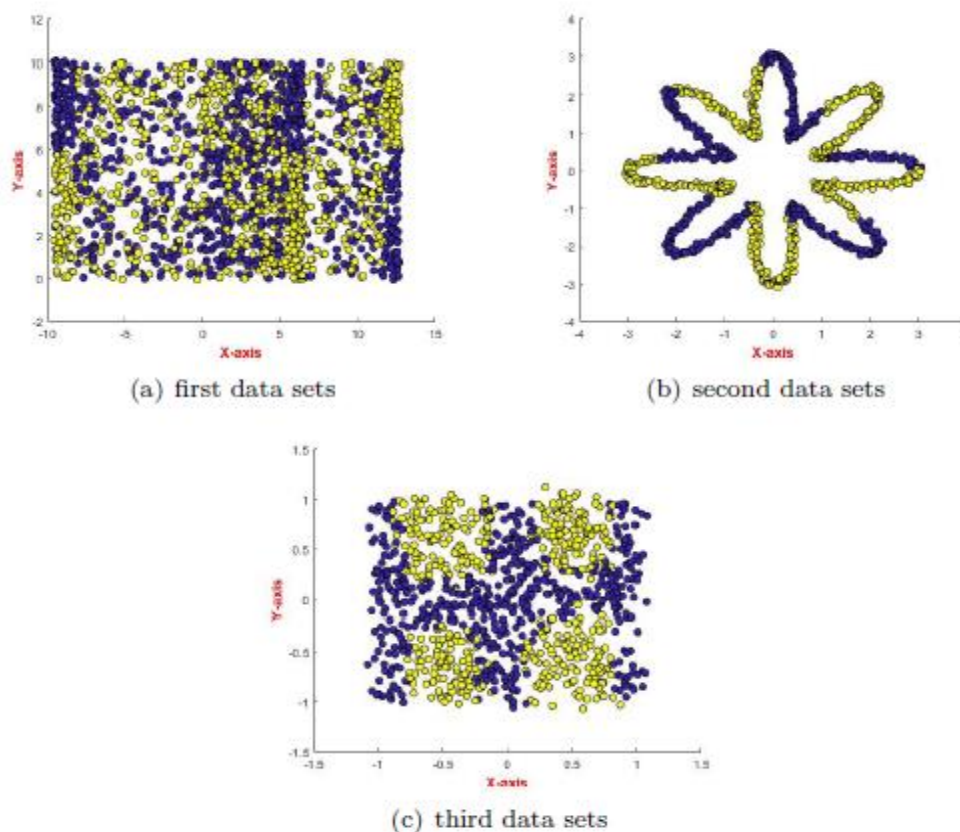 12
10
8
6
4
2
0
-2
Y-axis
-10 -5 0 5 10 15
X-axis
(a) first data sets
4
3
2
1
0
-1
-2
-3
-4
Y-axis
-4 -3 -2 -1 0 1 2 3
X-axis
(b) second data sets
1.5
1
0.5
0
-0.5
-1
-1.5
Y-axis
-1.5 -1 -0.5 0 0.5 1 1.5
X-axis
(c) third data sets